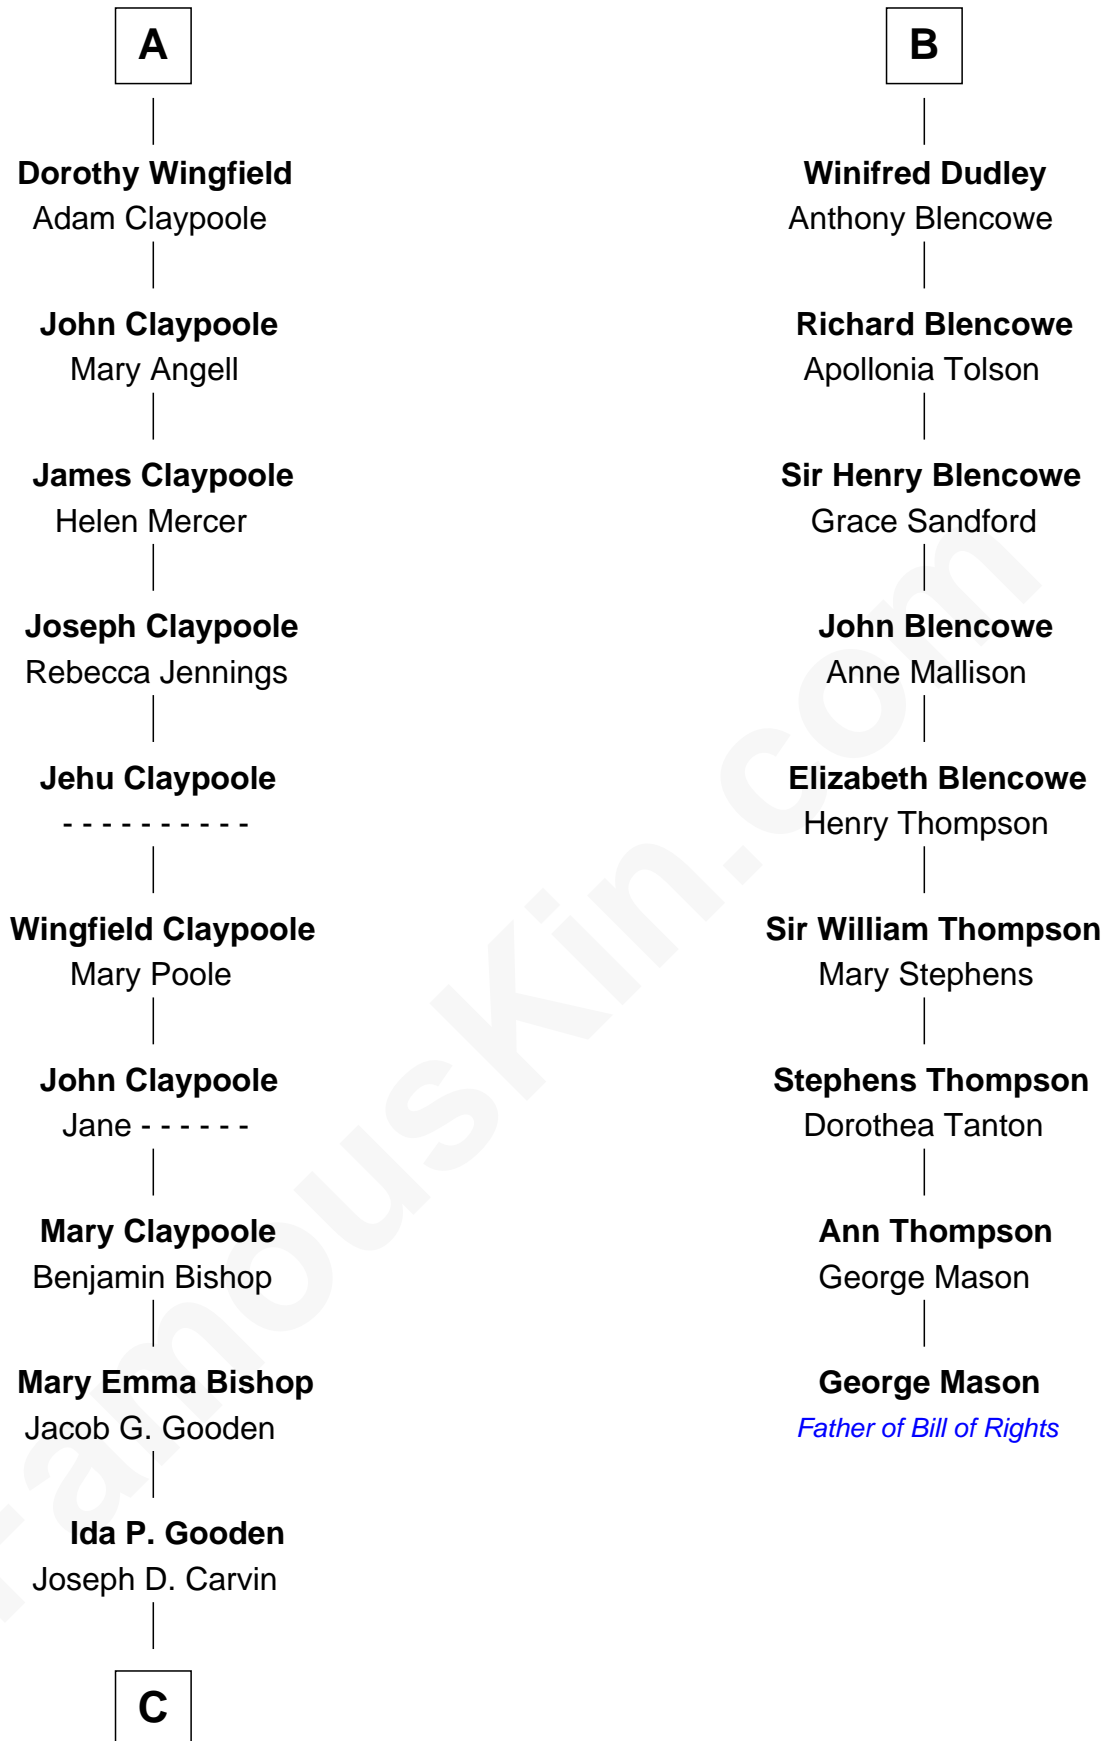 A
Dorothy Wingfield
Adam Claypoole
John Claypoole
Mary Angell
James Claypoole
Helen Mercer
Joseph Claypoole
Rebecca Jennings
Jehu Claypoole
- - - - - - - - - -
Wingfield Claypoole
Mary Poole
John Claypoole
Jane - - - - - -
Mary Claypoole
Benjamin Bishop
Mary Emma Bishop
Jacob G. Gooden
Ida P. Gooden
Joseph D. Carvin
C
B
Winifred Dudley
Anthony Blencowe
Richard Blencowe
Apollonia Tolson
Sir Henry Blencowe
Grace Sandford
John Blencowe
Anne Mallison
Elizabeth Blencowe
Henry Thompson
Sir William Thompson
Mary Stephens
Stephens Thompson
Dorothea Tanton
Ann Thompson
George Mason
George Mason
Father of Bill of Rights
FamousKin.com